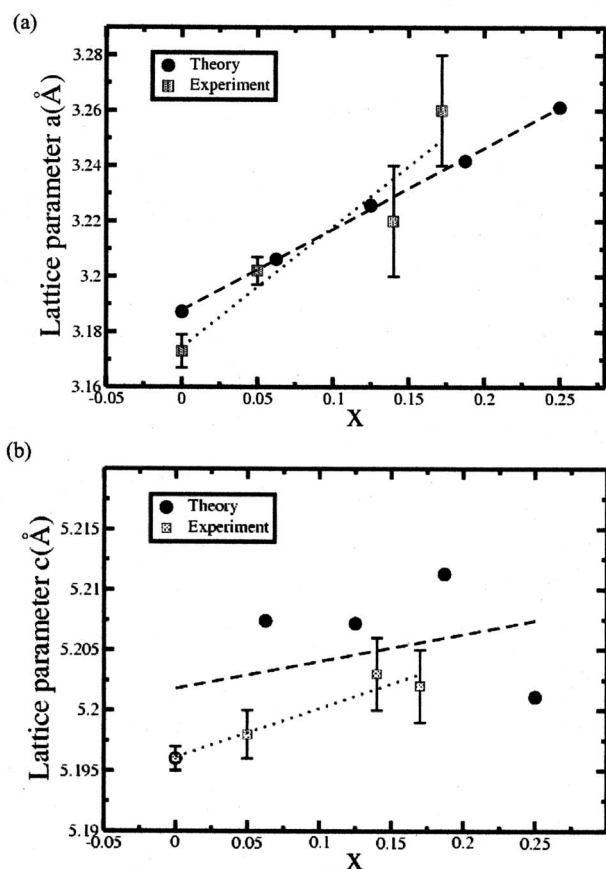 (a)
3.28
3.26
3.24
3.22
3.2
3.18
3.16
Lattice parameter a(Å)
Theory
Experiment
-0.05 0 0.05 0.1 0.15 0.2 0.25
X
(b)
5.215
5.21
5.205
5.2
5.195
5.19
Lattice parameter c(Å)
Theory
Experiment
-0.05 0 0.05 0.1 0.15 0.2 0.25
X